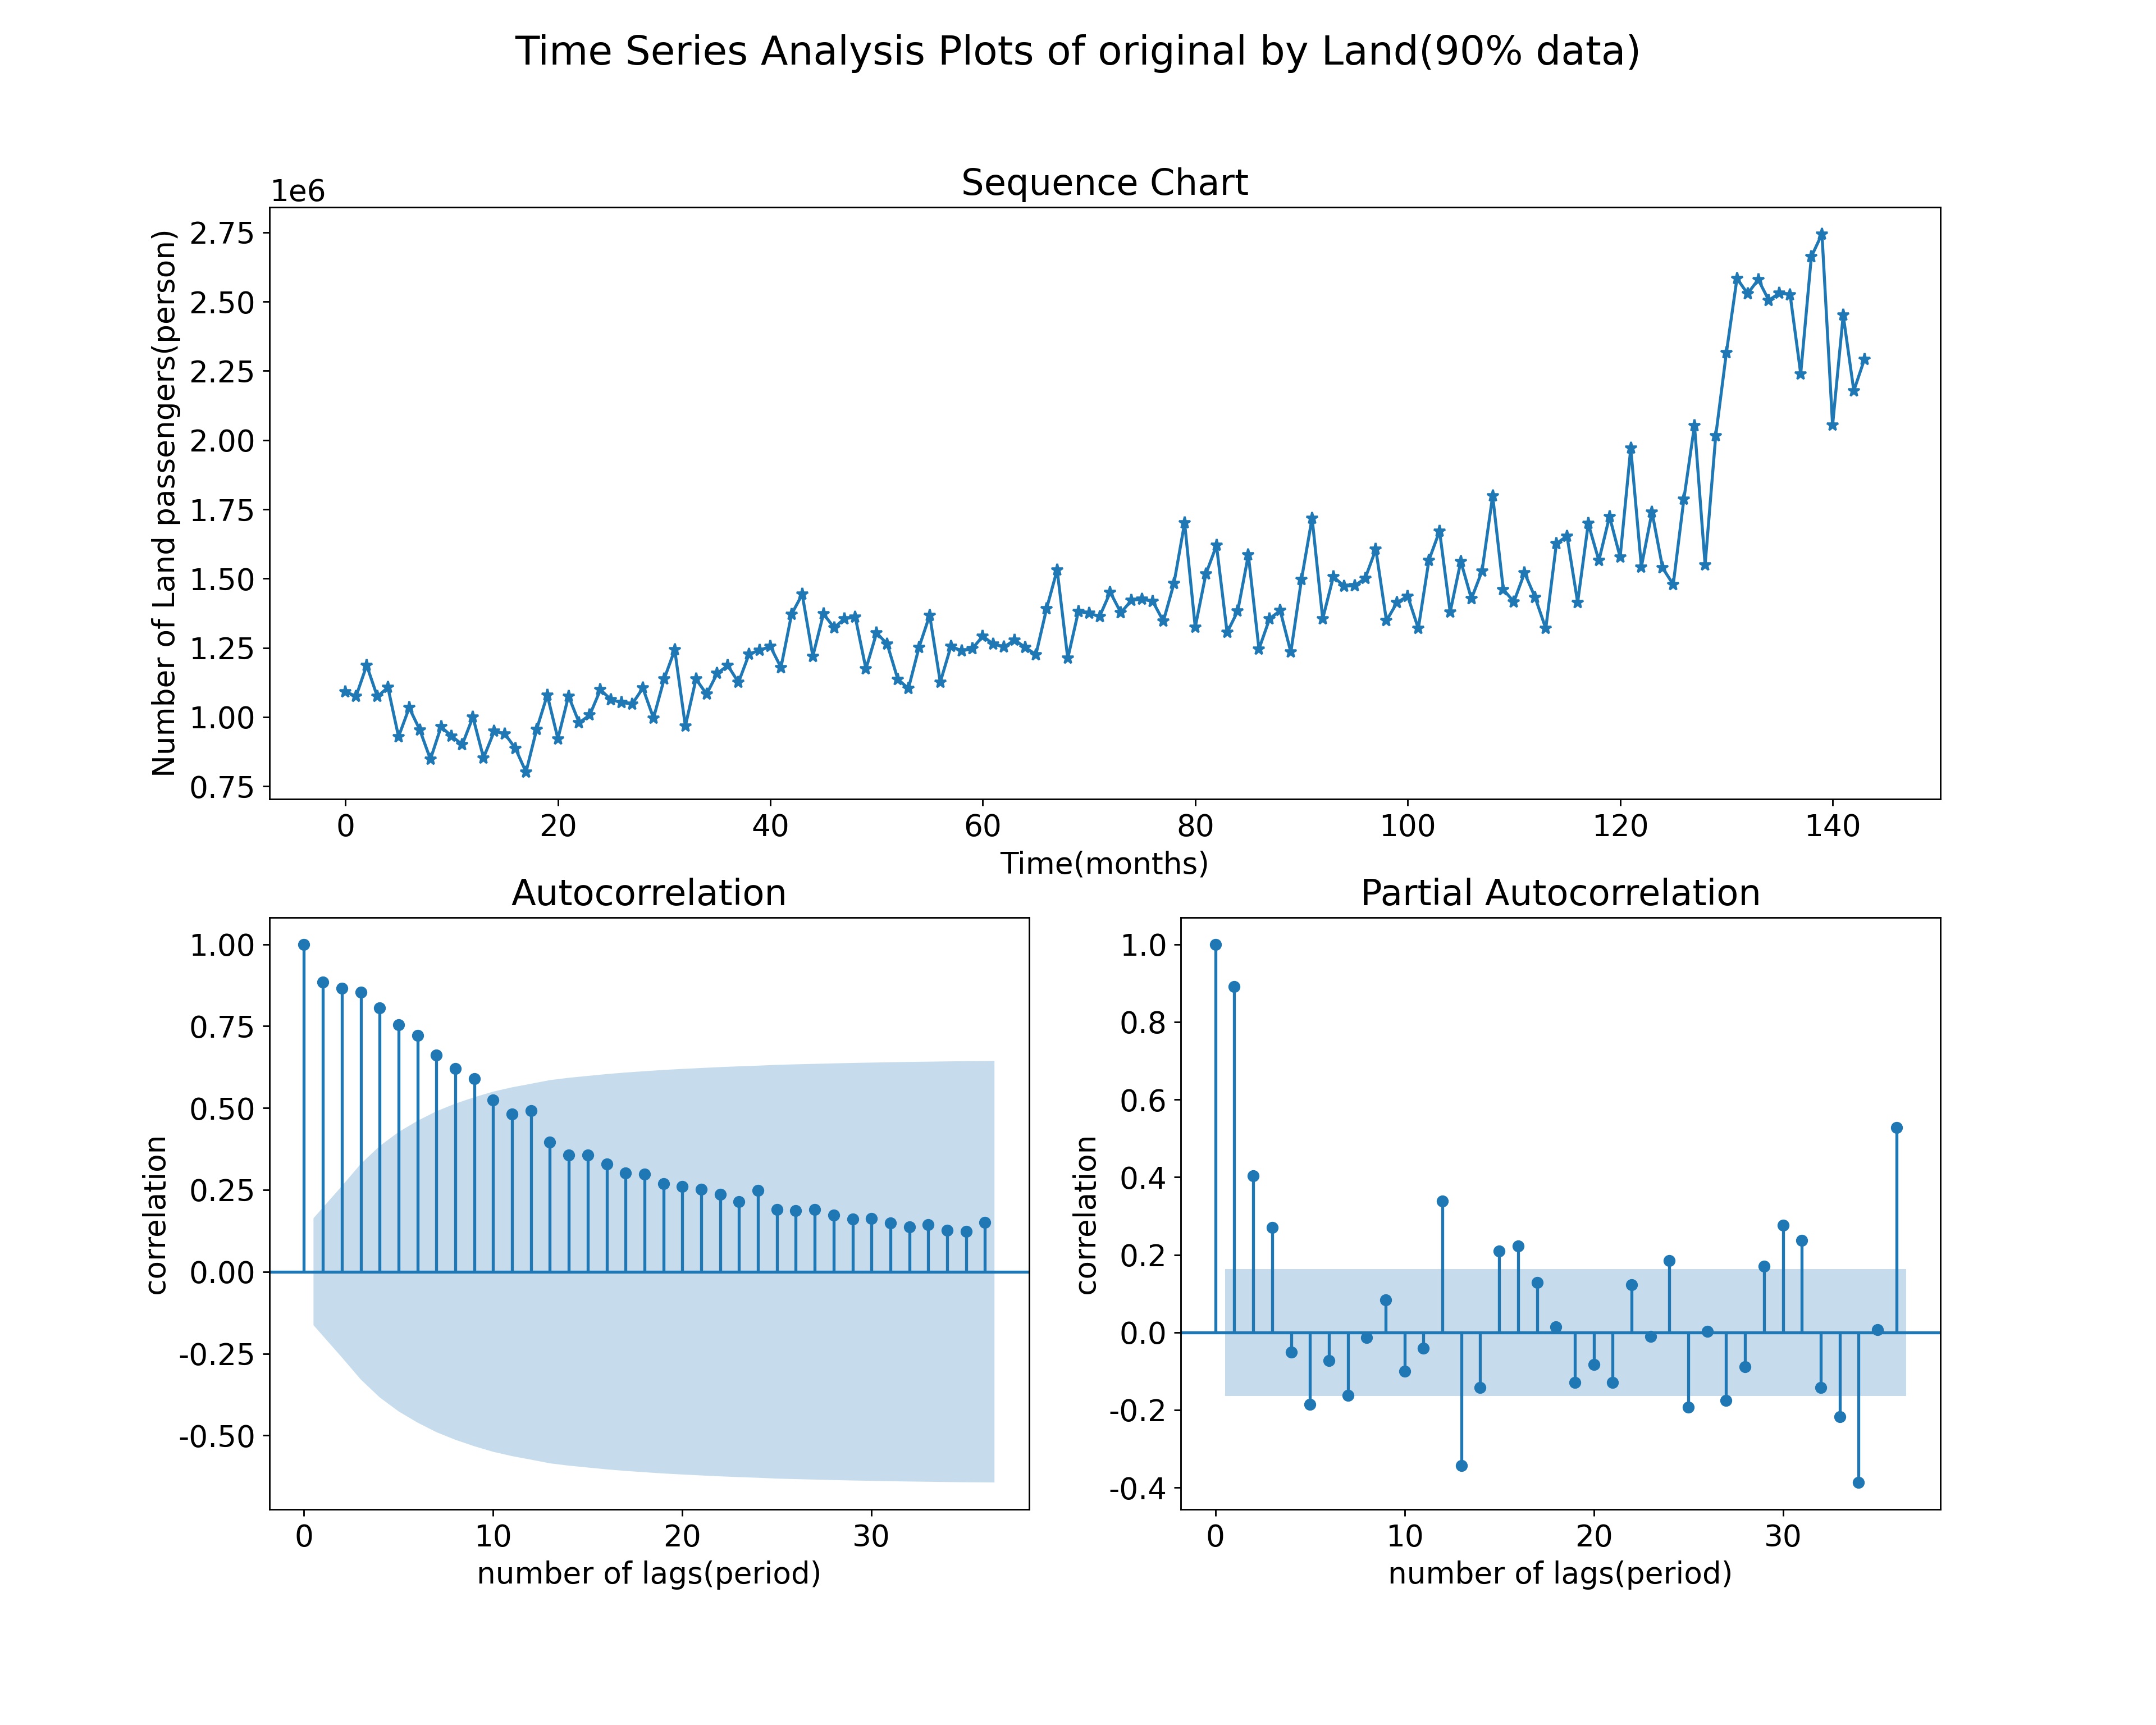 Time Series Analysis Plots of original by Land(90% data)
Sequence Chart
1e6
Number of Land passengers(person)
2.75
2.50
2.25
2.00
1.75
1.50
1.25
1.00
0.75
0 20 40 60 80 100 120 140
Time(months)
Autocorrelation
correlation
1.00
0.75
0.50
0.25
0.00
-0.25
-0.50
0 10 20 30
number of lags(period)
Partial Autocorrelation
correlation
1.0
0.8
0.6
0.4
0.2
0.0
-0.2
-0.4
0 10 20 30
number of lags(period)